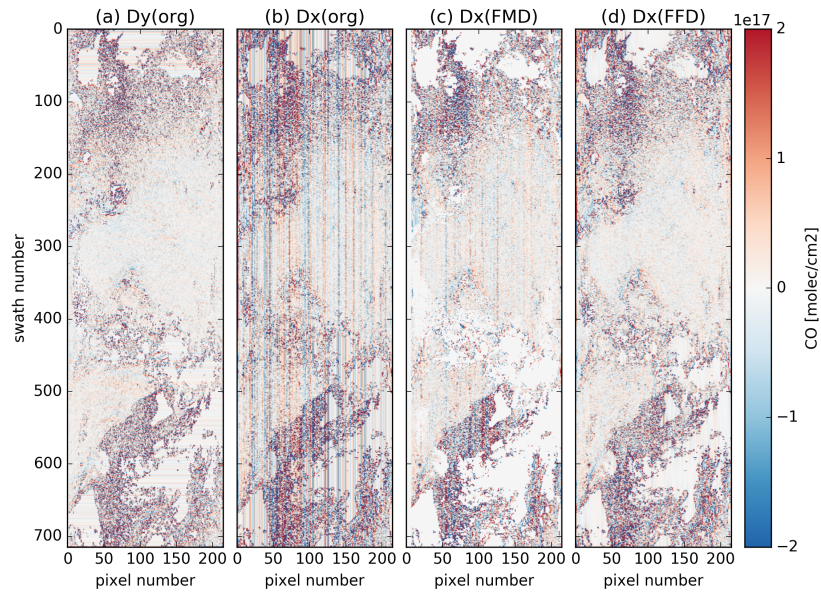 (a) Dy(org) (b) Dx(org) (c) Dx(FMD) (d) Dx(FFD) 1e17
0 2
100
1
200
swath number 300 0 CO [molec/cm2]
400
−1
500
600
700
−2
0 50 100 150 200 0 50 100 150 200 0 50 100 150 200 0 50 100 150 200
pixel number pixel number pixel number pixel number